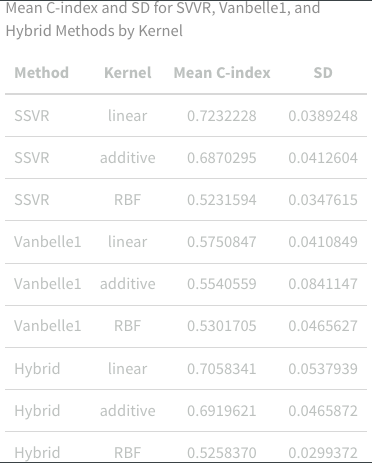 Mean C-index and SD for SVVR, Vanbelle1, and
Hybrid Methods by Kernel
Method Kernel Mean C-index SD
SSVR linear 0.7232228 0.0389248
SSVR additive 0.6870295 0.0412604
SSVR RBF 0.5231594 0.0347615
Vanbelle1 linear 0.5750847 0.0410849
Vanbelle1 additive 0.5540559 0.0841147
Vanbelle1 RBF 0.5301705 0.0465627
Hybrid linear 0.7058341 0.0537939
Hybrid additive 0.6919621 0.0465872
Hybrid RBF 0.5258370 0.0299372